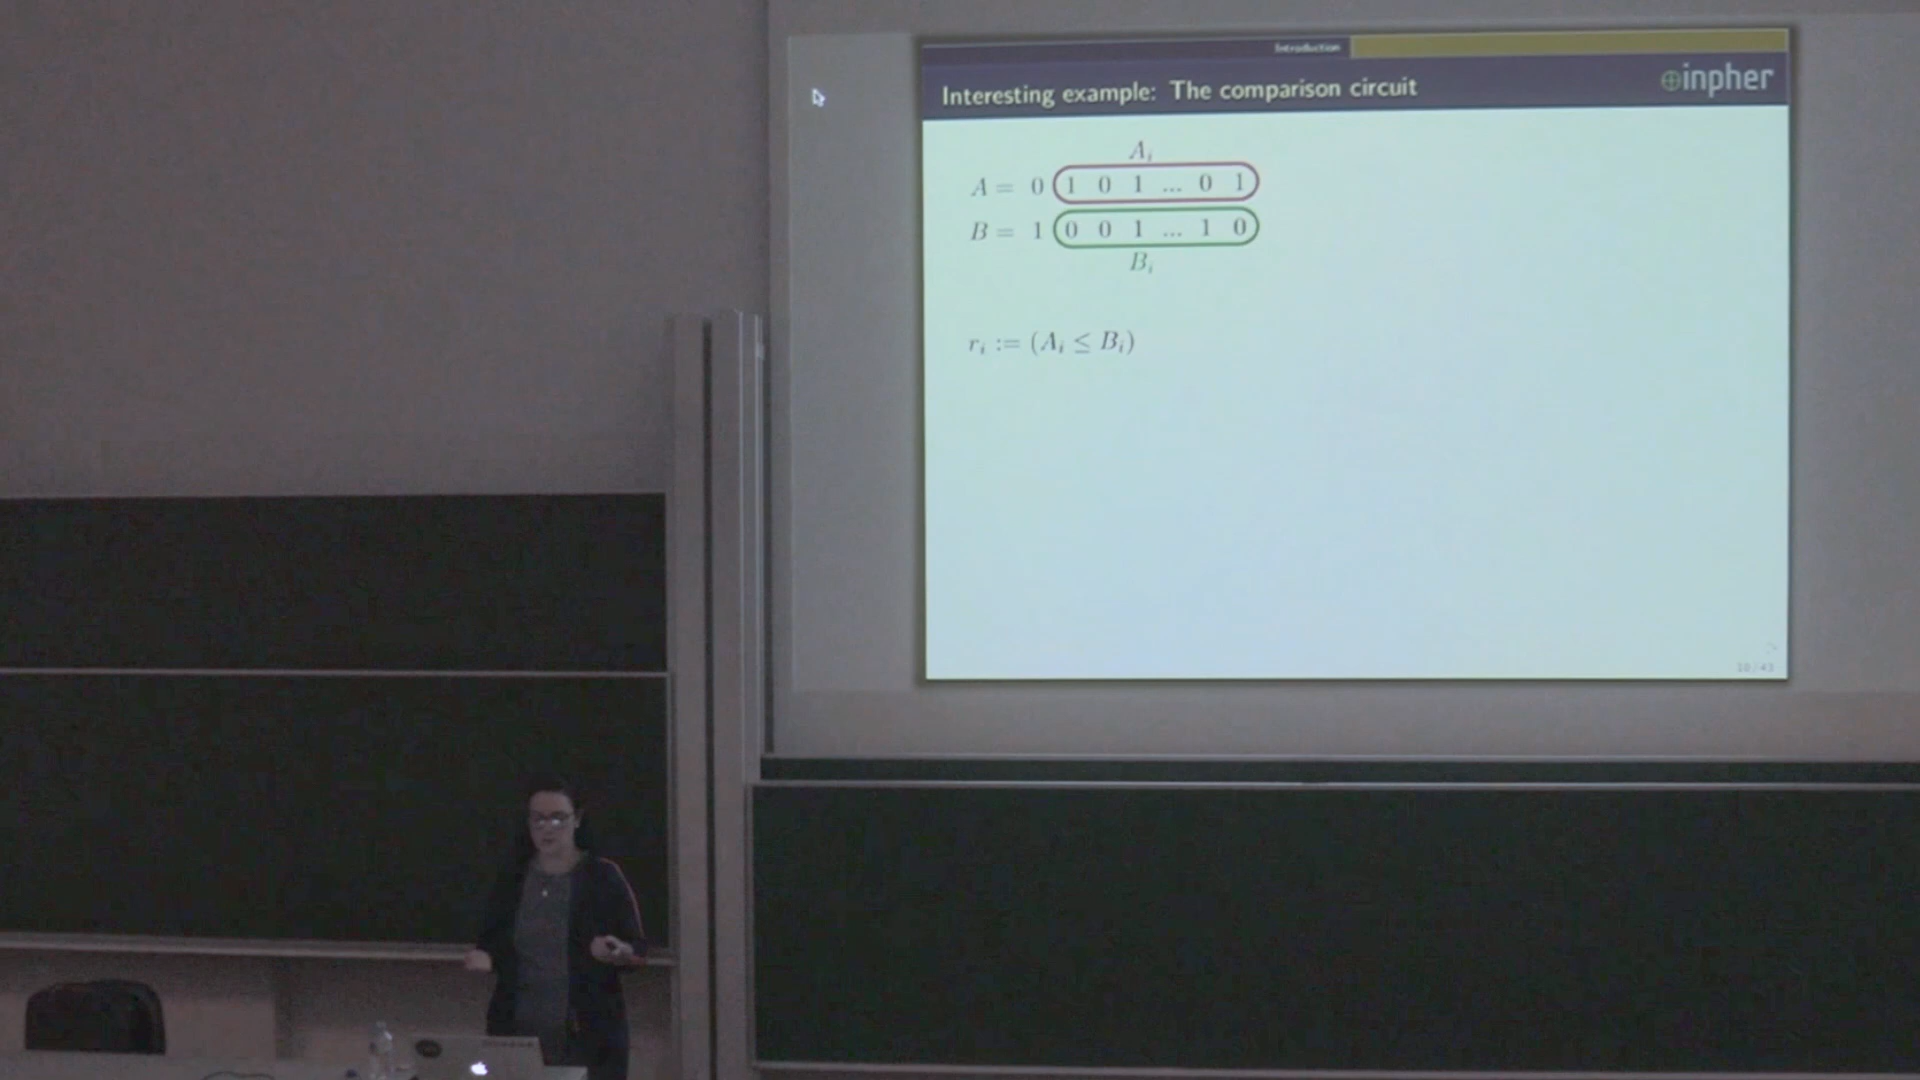 Introduction
Interesting example: The comparison circuit
inpher
A_i
A = 0 1 0 1 ... 0 1
B = 1 0 0 1 ... 1 0
B_i
r_i := (A_i ≤ B_i)